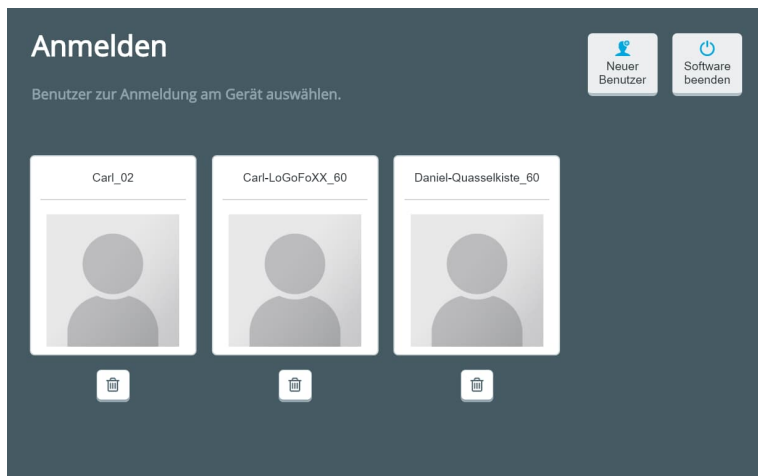 Anmelden
Neuer
Benutzer
Software
beenden
Benutzer zur Anmeldung am Gerät auswählen.
Carl_02
Carl-LoGoFoXX_60
Daniel-Quasselkiste_60